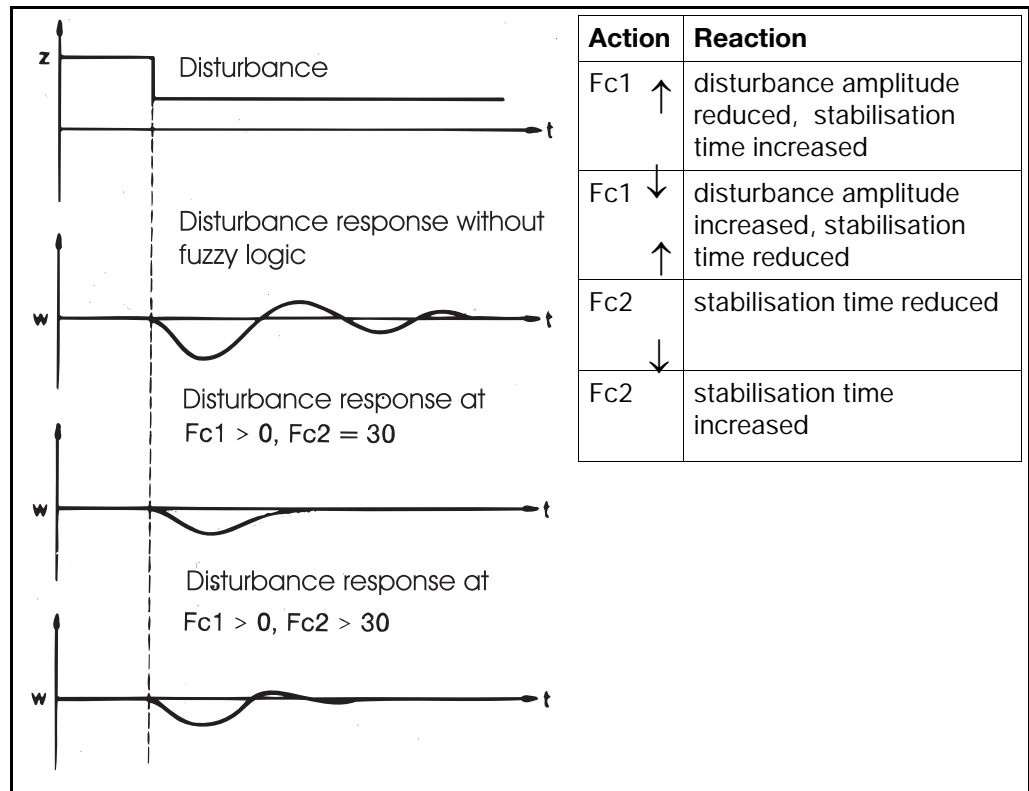 z
Disturbance
t
Disturbance response without
fuzzy logic
w
t
Disturbance response at
Fc1 > 0, Fc2 = 30
w
t
Disturbance response at
Fc1 > 0, Fc2 > 30
w
t
Action Reaction
Fc1 ↑ disturbance amplitude
reduced, stabilisation
time increased
Fc1 ↓ disturbance amplitude
increased, stabilisation
↑ time reduced
Fc2 stabilisation time reduced
↓
Fc2 stabilisation time
increased